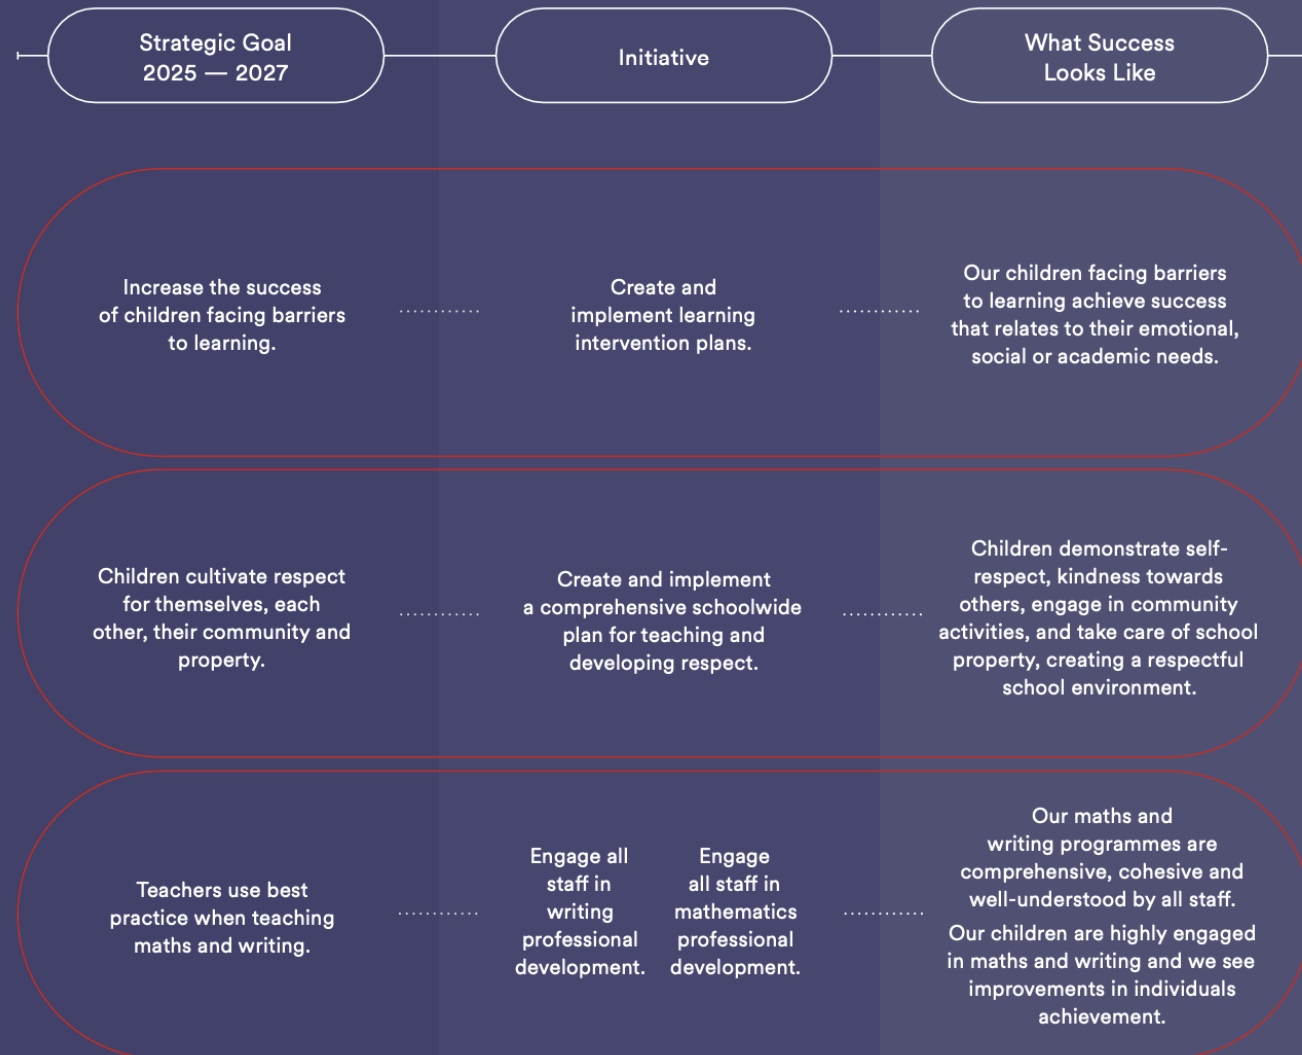 Strategic Goal
2025 — 2027
Initiative
What Success
Looks Like
Increase the success
of children facing barriers
to learning.
Create and
implement learning
intervention plans.
Our children facing barriers
to learning achieve success
that relates to their emotional,
social or academic needs.
Children cultivate respect
for themselves, each
other, their community and
property.
Create and implement
a comprehensive schoolwide
plan for teaching and
developing respect.
Children demonstrate self-
respect, kindness towards
others, engage in community
activities, and take care of school
property, creating a respectful
school environment.
Teachers use best
practice when teaching
maths and writing.
Engage all
staff in
writing
professional
development.
Engage
all staff in
mathematics
professional
development.
Our maths and
writing programmes are
comprehensive, cohesive and
well-understood by all staff.
Our children are highly engaged
in maths and writing and we see
improvements in individuals
achievement.